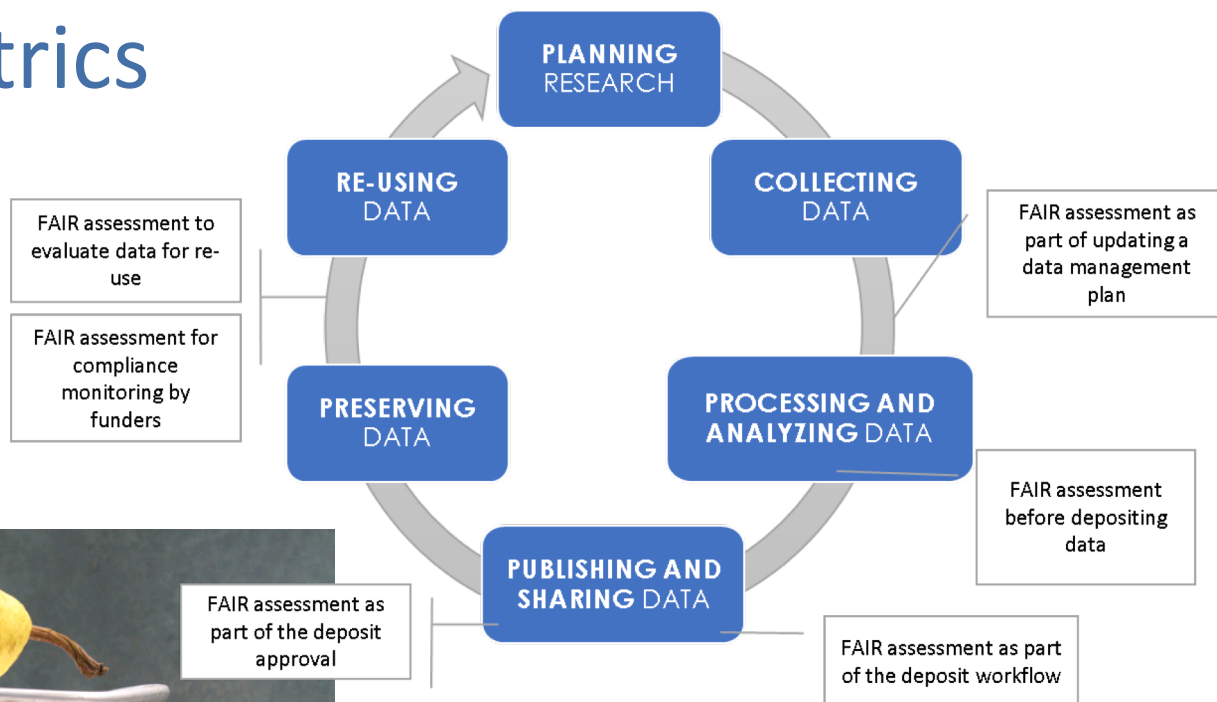 trics
PLANNING
RESEARCH
COLLECTING
DATA
FAIR assessment as
part of updating a
data management
plan
PROCESSING AND
ANALYZING DATA
FAIR assessment
before depositing
data
PUBLISHING AND
SHARING DATA
FAIR assessment as part
of the deposit workflow
FAIR assessment as
part of the deposit
approval
PRESERVING
DATA
FAIR assessment to
evaluate data for re-
use
FAIR assessment for
compliance
monitoring by
funders
RE-USING
DATA